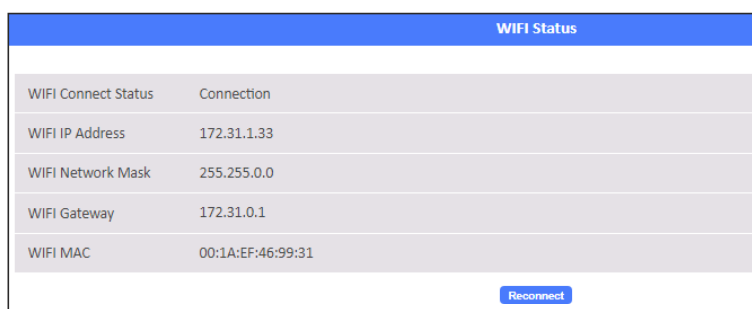 WIFI Status
WIFI Connect Status Connection
WIFI IP Address 172.31.1.33
WIFI Network Mask 255.255.0.0
WIFI Gateway 172.31.0.1
WIFI MAC 00:1A:EF:46:99:31
Reconnect